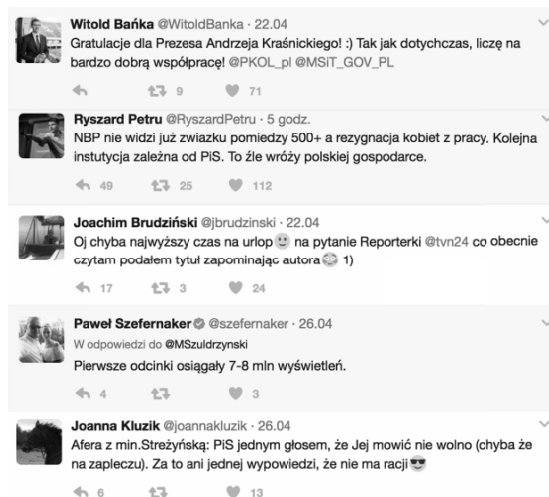 Witold Bańka @WitoldBanka · 22.04
Gratulacje dla Prezesa Andrzeja Kraśnickiego! :) Tak jak dotychczas, liczę na
bardzo dobrą współpracę! @PKOL_pl @MSiT_GOV_PL
9 71
Ryszard Petru @RyszardPetru · 5 godz.
NBP nie widzi już zwiazku pomiedzy 500+ a rezygnacja kobiet z pracy. Kolejna
instutycja zależna od PiS. To źle wróży polskiej gospodarce.
49 25 112
Joachim Brudziński @jbrudzinski · 22.04
Oj chyba najwyższy czas na urlop🙂 na pytanie Reporterki @tvn24 co obecnie
czytam podałem tytuł zapominając autora 1)
17 3 24
Paweł Szefernaker @szefernaker · 26.04
W odpowiedzi do @MSzuldrzynski
Pierwsze odcinki osiągały 7-8 mln wyświetleń.
4 3
Joanna Kluzik @joannakluzik · 26.04
Afera z min.Streżyńską: PiS jednym głosem, że Jej mowić nie wolno (chyba że
na zapleczu). Za to ani jednej wypowiedzi, że nie ma racji😎
6 13